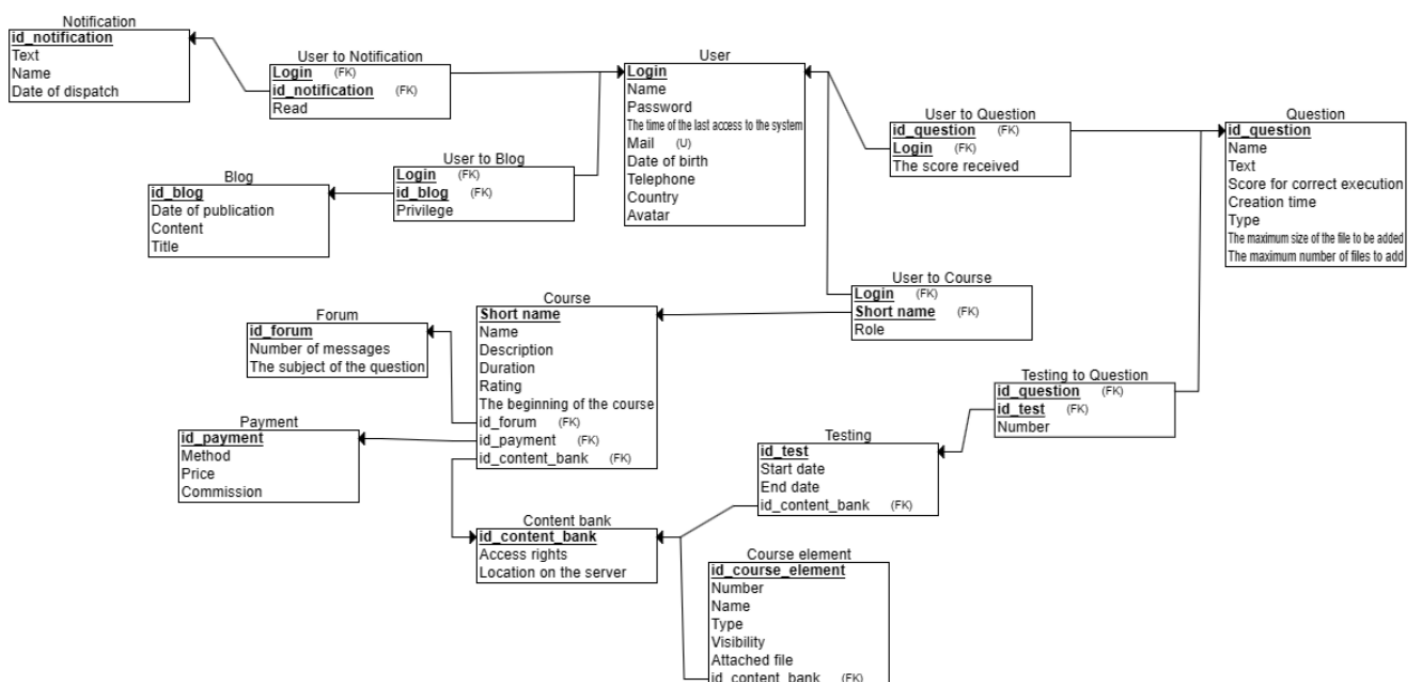 Notification
id_notification
Text
Name
Date of dispatch
User to Notification
Login (FK)
id_notification (FK)
Read
User
Login
Name
Password
The time of the last access to the system
Mail (U)
Date of birth
Telephone
Country
Avatar
User to Question
id_question (FK)
Login (FK)
The score received
Question
id_question
Name
Text
Score for correct execution
Creation time
Type
The maximum size of the file to be added
The maximum number of files to add
User to Blog
Login (FK)
id_blog (FK)
Privilege
Blog
id_blog
Date of publication
Content
Title
User to Course
Login (FK)
Short name (FK)
Role
Course
Short name
Name
Description
Duration
Rating
The beginning of the course
id_forum (FK)
id_payment (FK)
id_content_bank (FK)
Forum
id_forum
Number of messages
The subject of the question
Payment
id_payment
Method
Price
Commission
Testing to Question
id_question (FK)
id_test (FK)
Number
Testing
id_test
Start date
End date
id_content_bank (FK)
Content bank
id_content_bank
Access rights
Location on the server
Course element
id_course_element
Number
Name
Type
Visibility
Attached file
id_content_bank (FK)